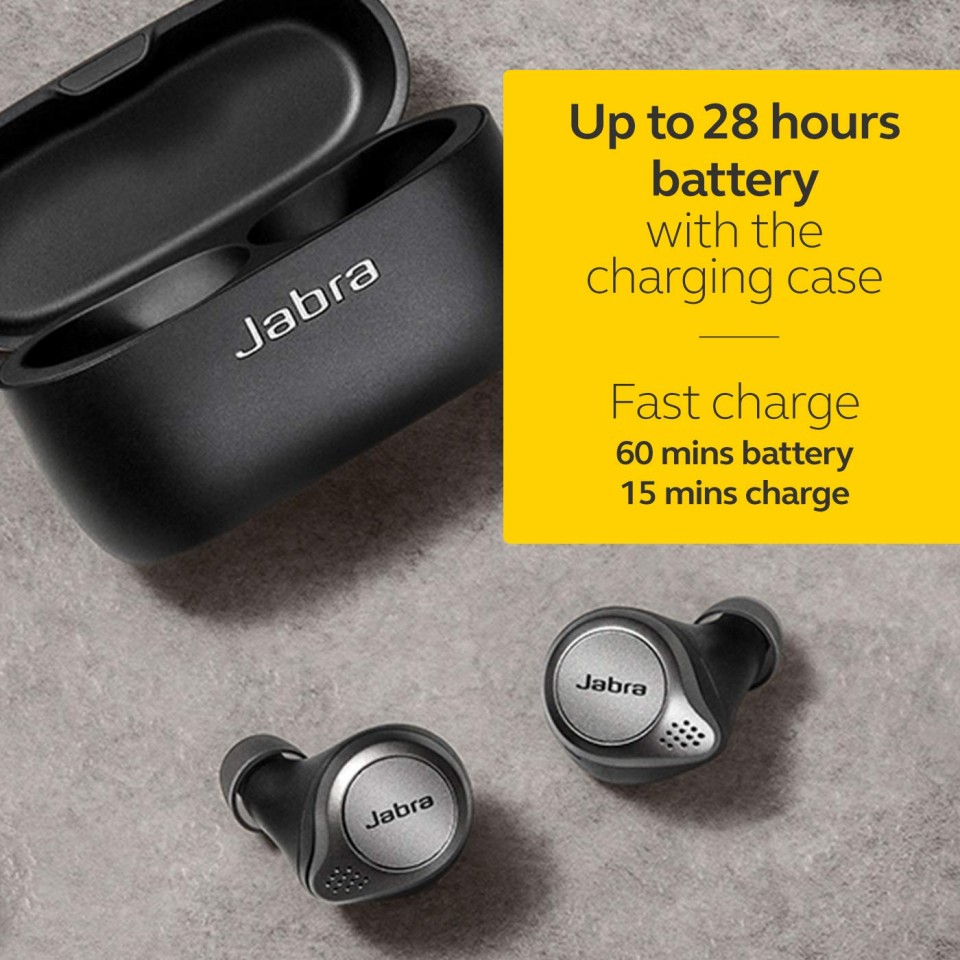 Jabra
Up to 28 hours
battery
with the
charging case
Fast charge
60 mins battery
15 mins charge
Jabra
Jabra